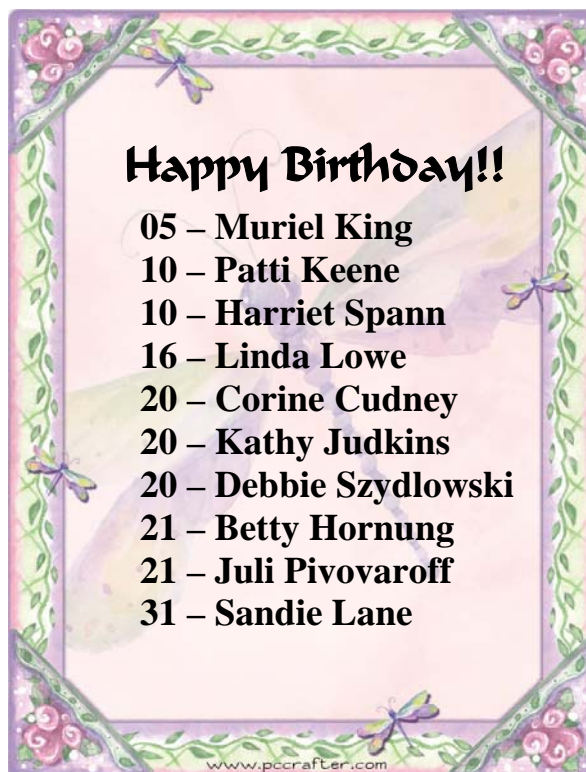 Happy Birthday!!
05 – Muriel King
10 – Patti Keene
10 – Harriet Spann
16 – Linda Lowe
20 – Corine Cudney
20 – Kathy Judkins
20 – Debbie Szydlowski
21 – Betty Hornung
21 – Juli Pivovaroff
31 – Sandie Lane
www.pccrafter.com